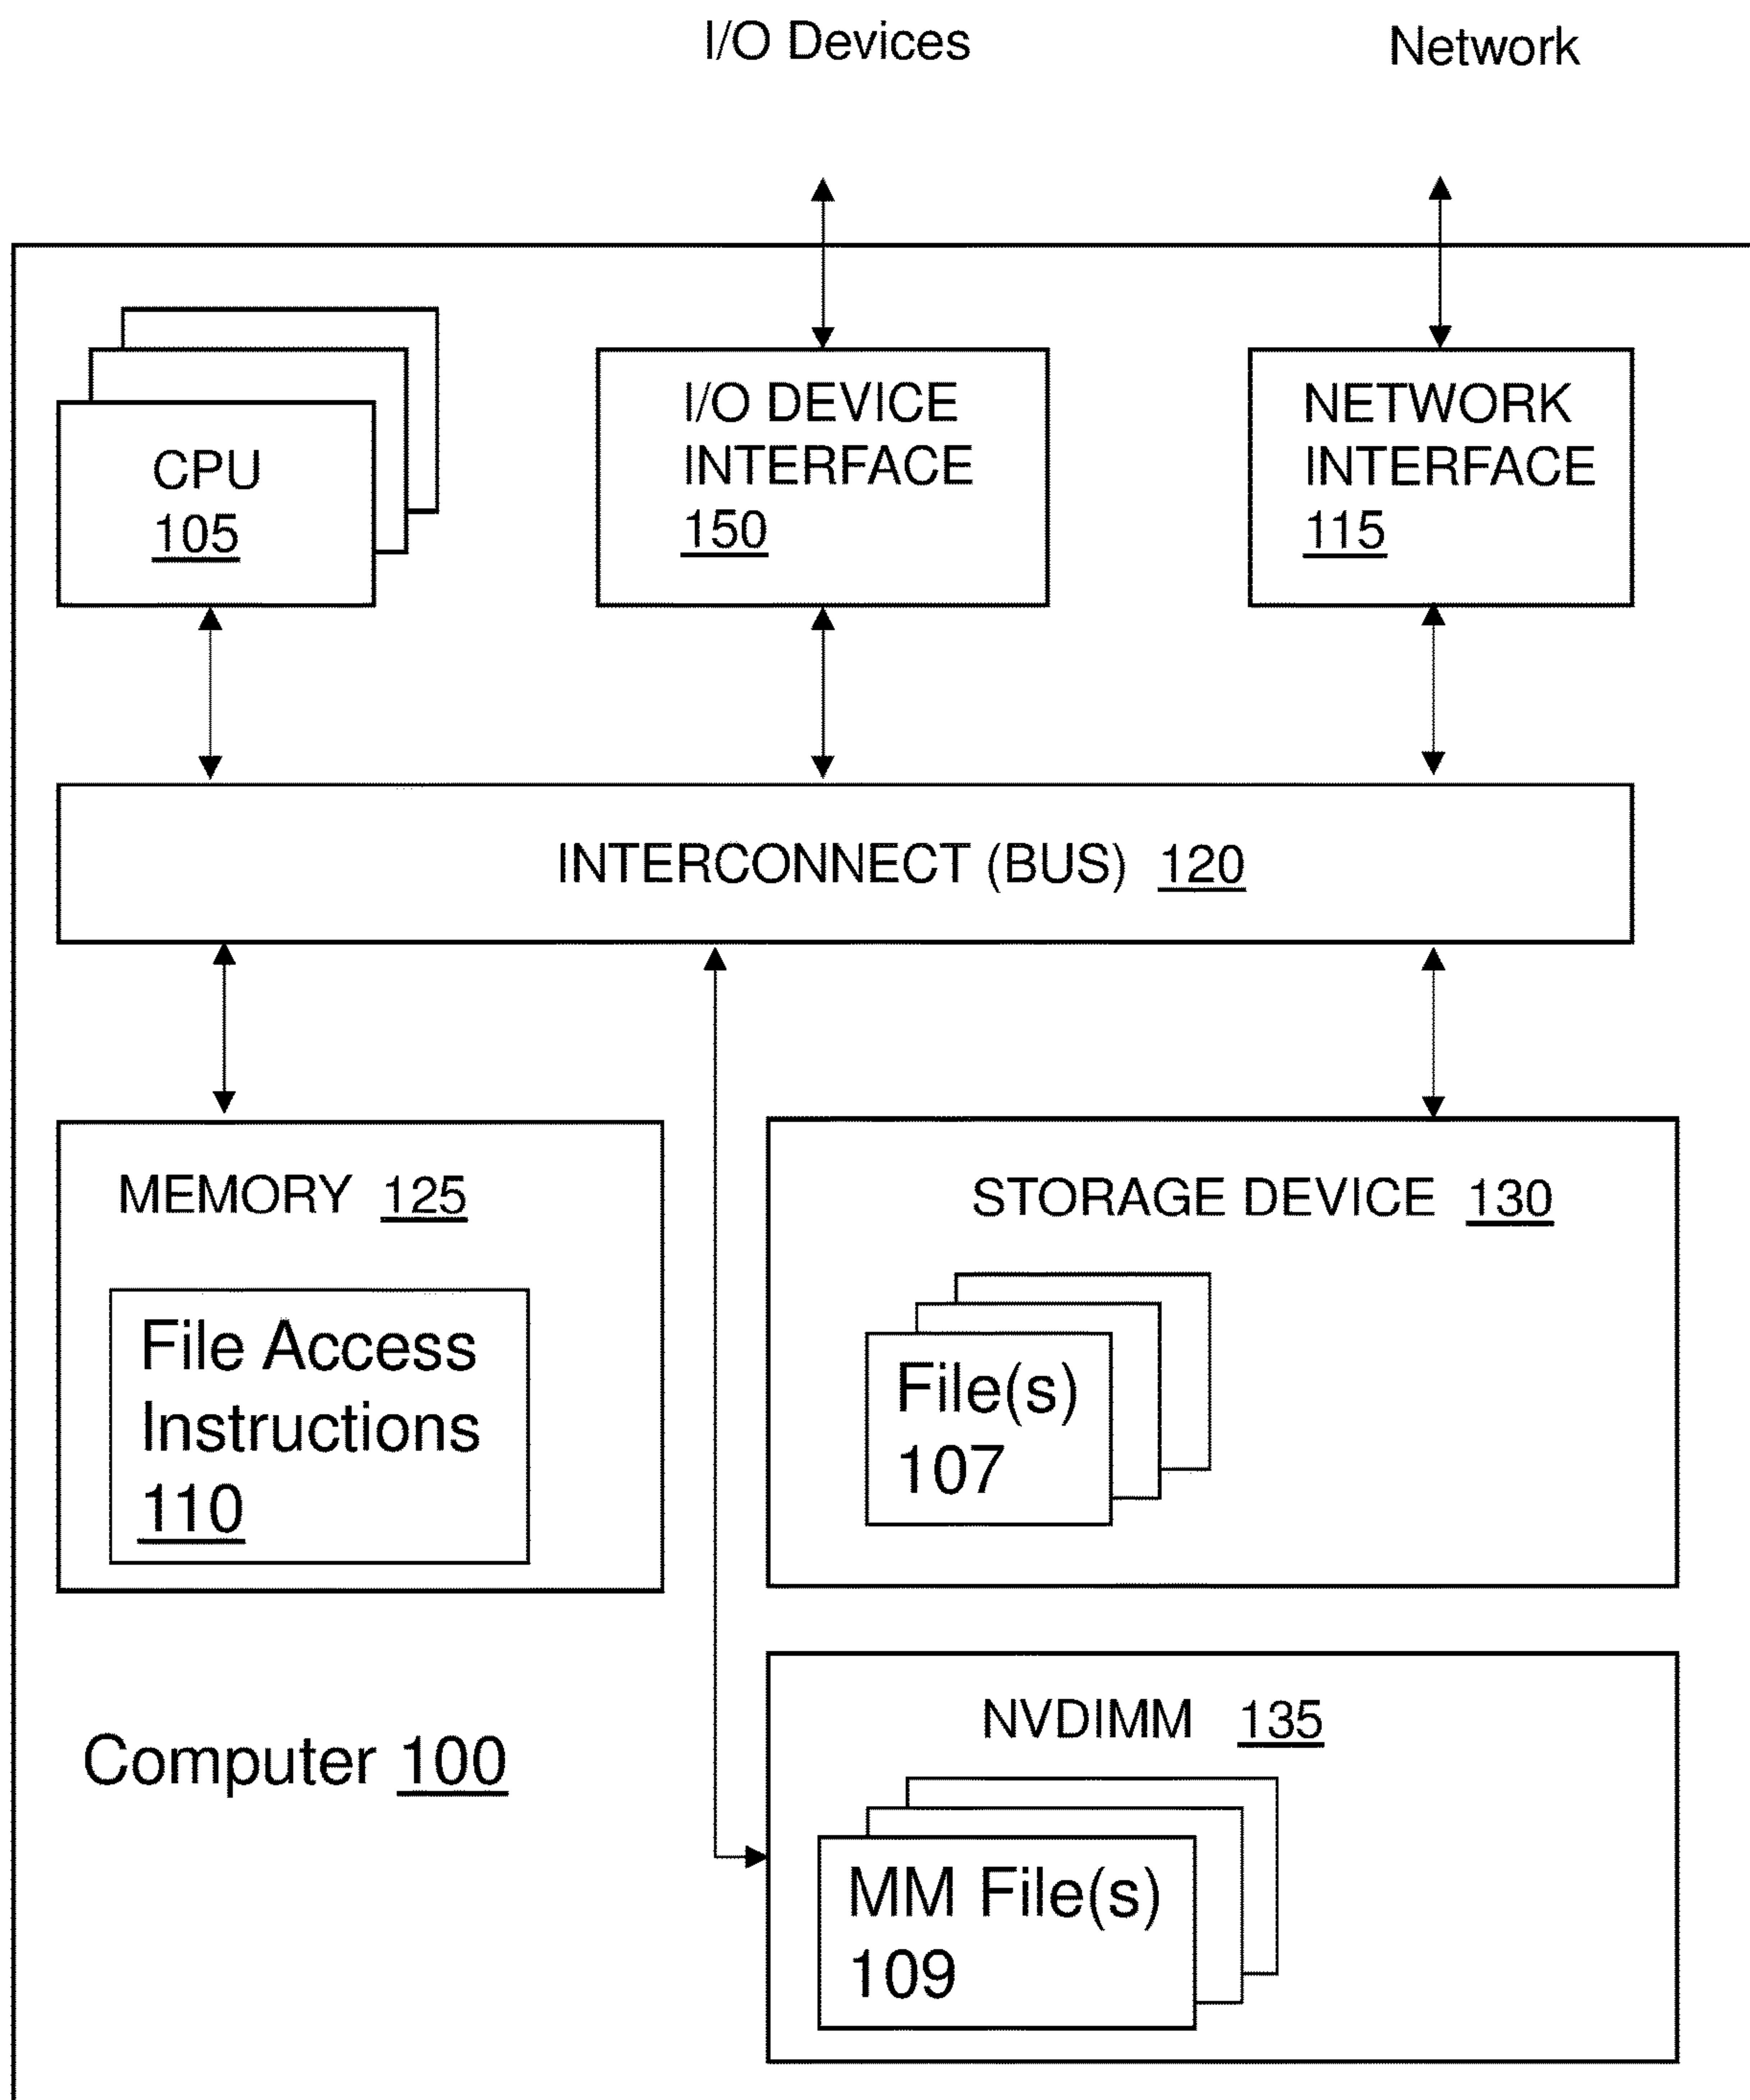 I/O Devices
Network
CPU
105
I/O DEVICE
INTERFACE
150
NETWORK
INTERFACE
115
INTERCONNECT (BUS) 120
MEMORY 125
File Access
Instructions
110
STORAGE DEVICE 130
File(s)
107
Computer 100
NVDIMM 135
MM File(s)
109